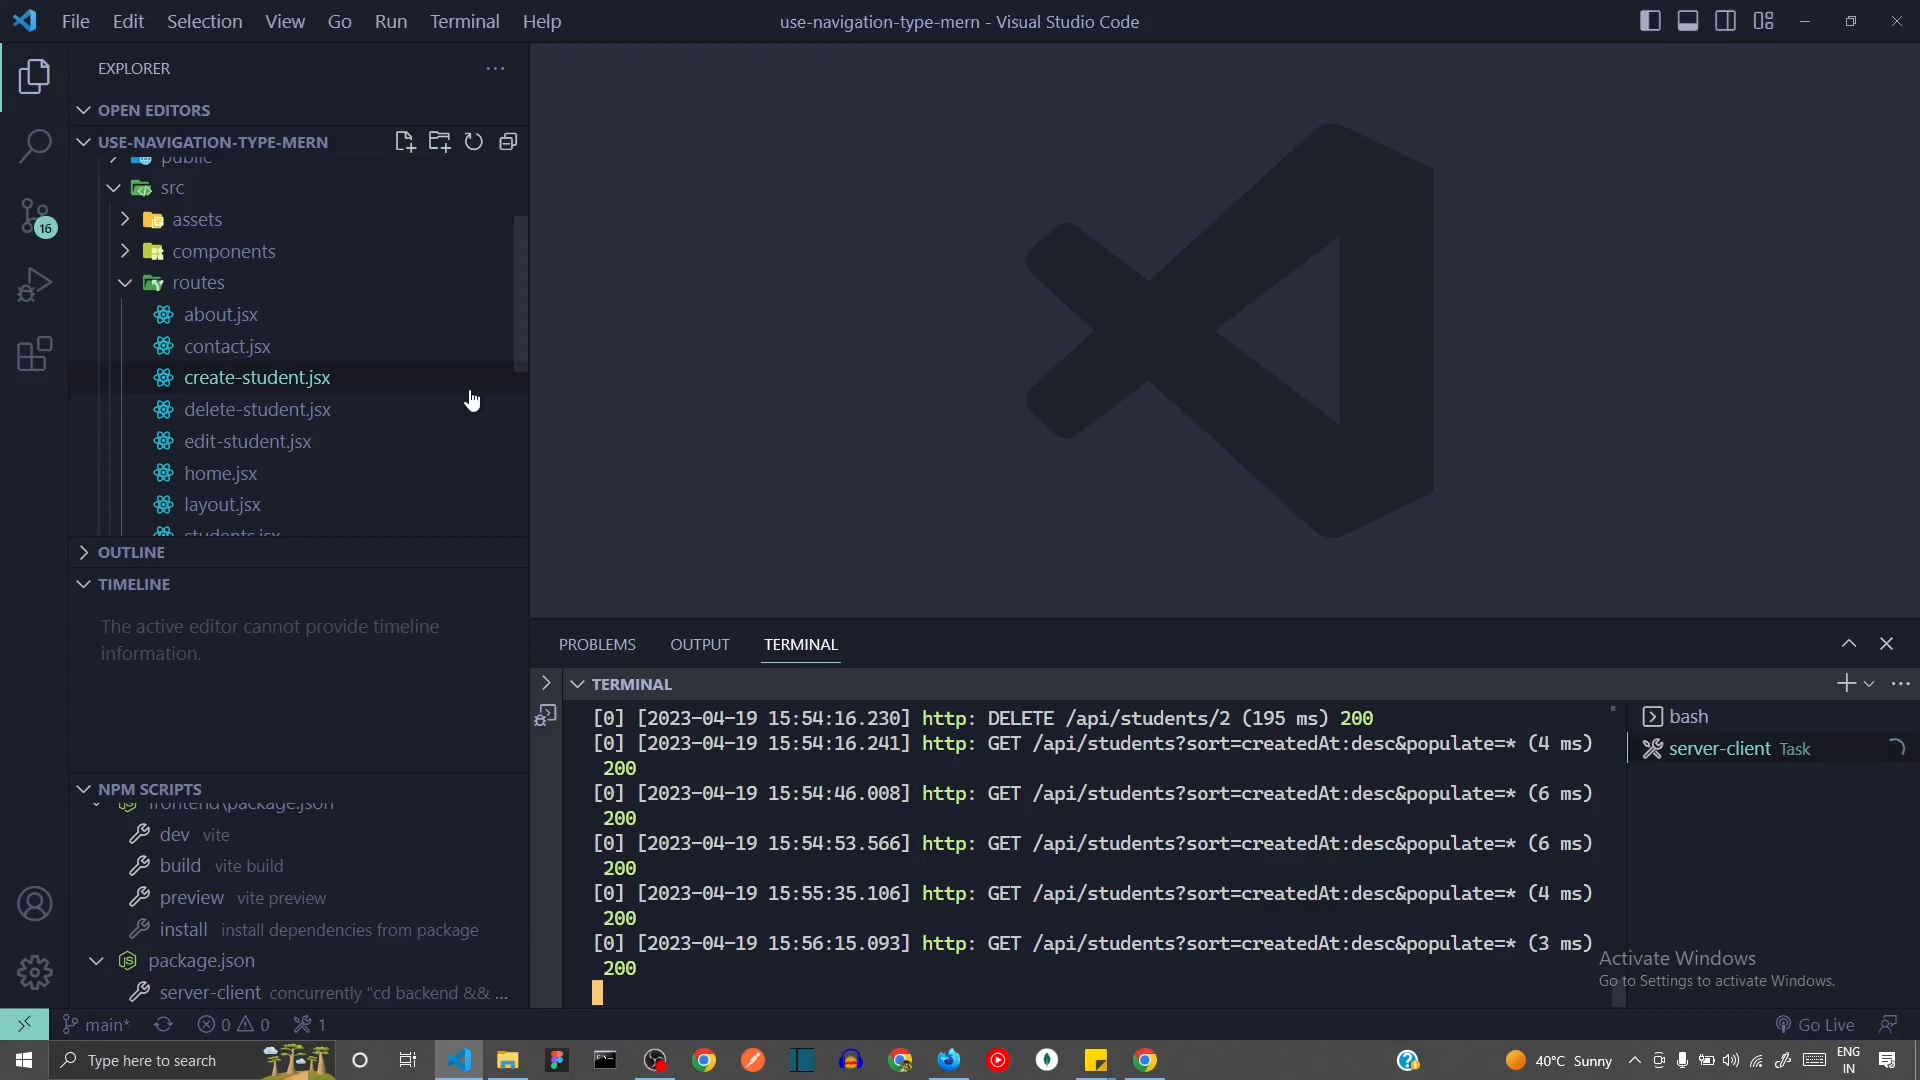 File Edit Selection View Go Run Terminal Help
use-navigation-type-mern - Visual Studio Code
EXPLORER
OPEN EDITORS
USE-NAVIGATION-TYPE-MERN
public
src
assets
components
routes
about.jsx
contact.jsx
create-student.jsx
delete-student.jsx
edit-student.jsx
home.jsx
layout.jsx
students.jsx
OUTLINE
TIMELINE
The active editor cannot provide timeline
information.
NPM SCRIPTS
frontend\package.json
dev vite
build vite build
preview vite preview
install install dependencies from package
package.json
server-client concurrently "cd backend && ...
16
PROBLEMS OUTPUT TERMINAL
TERMINAL
[0] [2023-04-19 15:54:16.230] http: DELETE /api/students/2 (195 ms) 200
[0] [2023-04-19 15:54:16.241] http: GET /api/students?sort=createdAt:desc&populate=* (4 ms)
200
[0] [2023-04-19 15:54:46.008] http: GET /api/students?sort=createdAt:desc&populate=* (6 ms)
200
[0] [2023-04-19 15:54:53.566] http: GET /api/students?sort=createdAt:desc&populate=* (6 ms)
200
[0] [2023-04-19 15:55:35.106] http: GET /api/students?sort=createdAt:desc&populate=* (4 ms)
200
[0] [2023-04-19 15:56:15.093] http: GET /api/students?sort=createdAt:desc&populate=* (3 ms)
200
bash
server-client Task
Activate Windows
Go to Settings to activate Windows.
main* 0 0 1
Go Live
Type here to search
40°C Sunny
ENG
IN